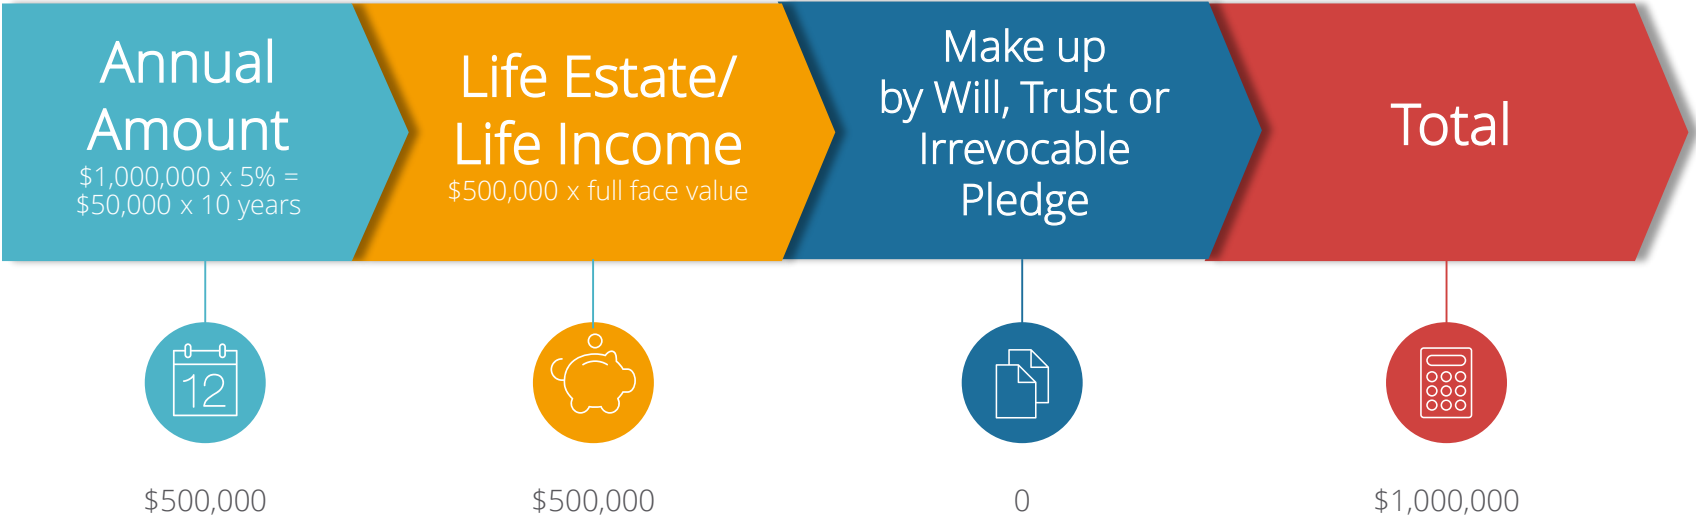 Annual
Amount
$1,000,000 x 5% =
$50,000 x 10 years
Life Estate/
Life Income
$500,000 x full face value
Make up
by Will, Trust or
Irrevocable
Pledge
Total
12
$500,000
$500,000
0
$1,000,000